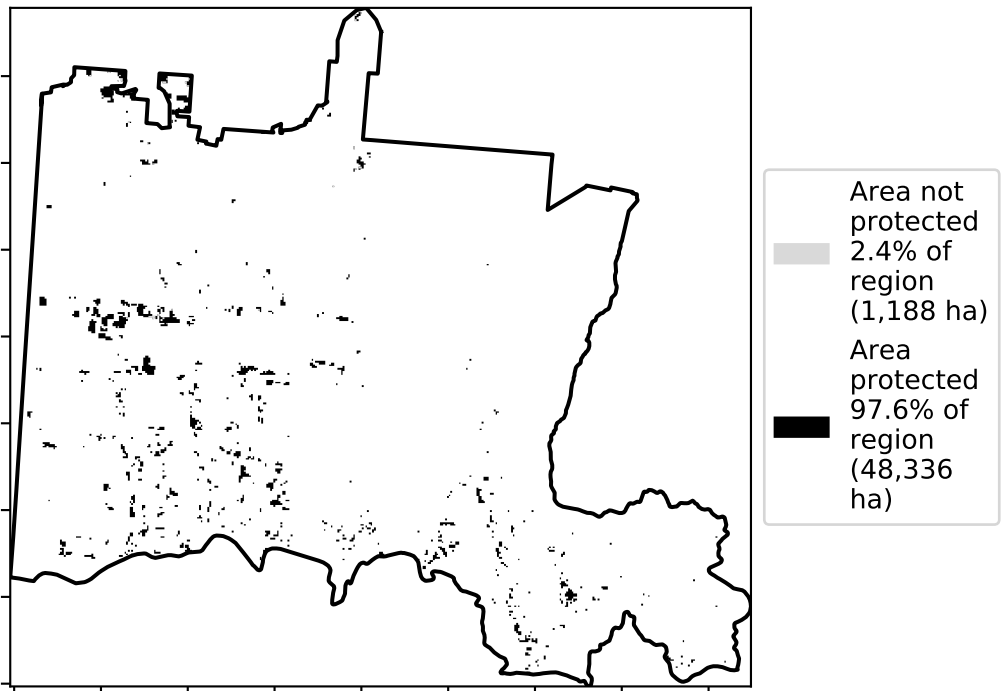 Area not
protected
2.4% of
region
(1,188 ha)
Area
protected
97.6% of
region
(48,336
ha)